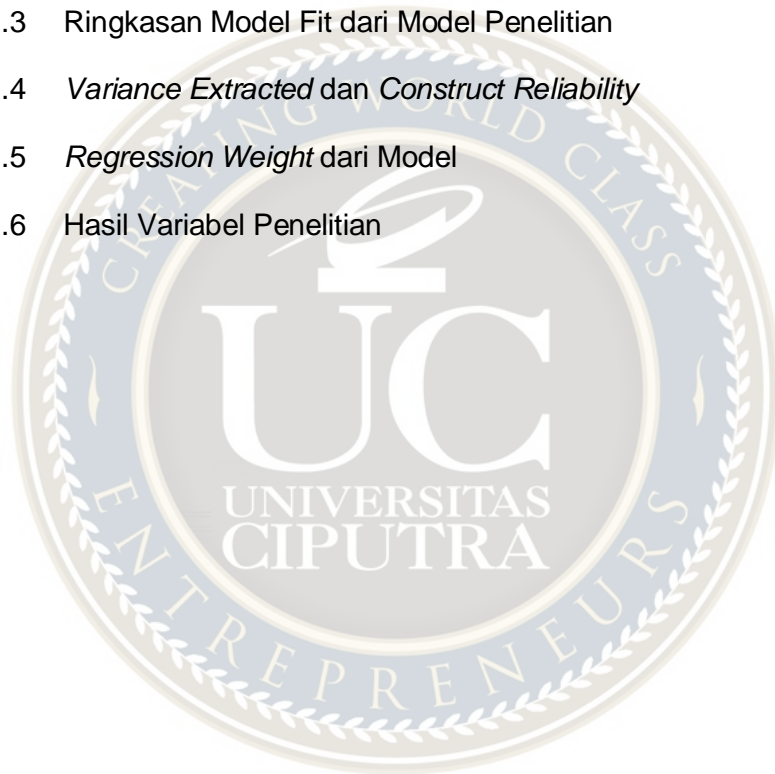 .3 Ringkasan Model Fit dari Model Penelitian
.4 Variance Extracted dan Construct Reliability
.5 Regression Weight dari Model
.6 Hasil Variabel Penelitian
CREATING WORLD CLASS
UC
UNIVERSITAS
CIPUTRA
ENTREPRENEURS